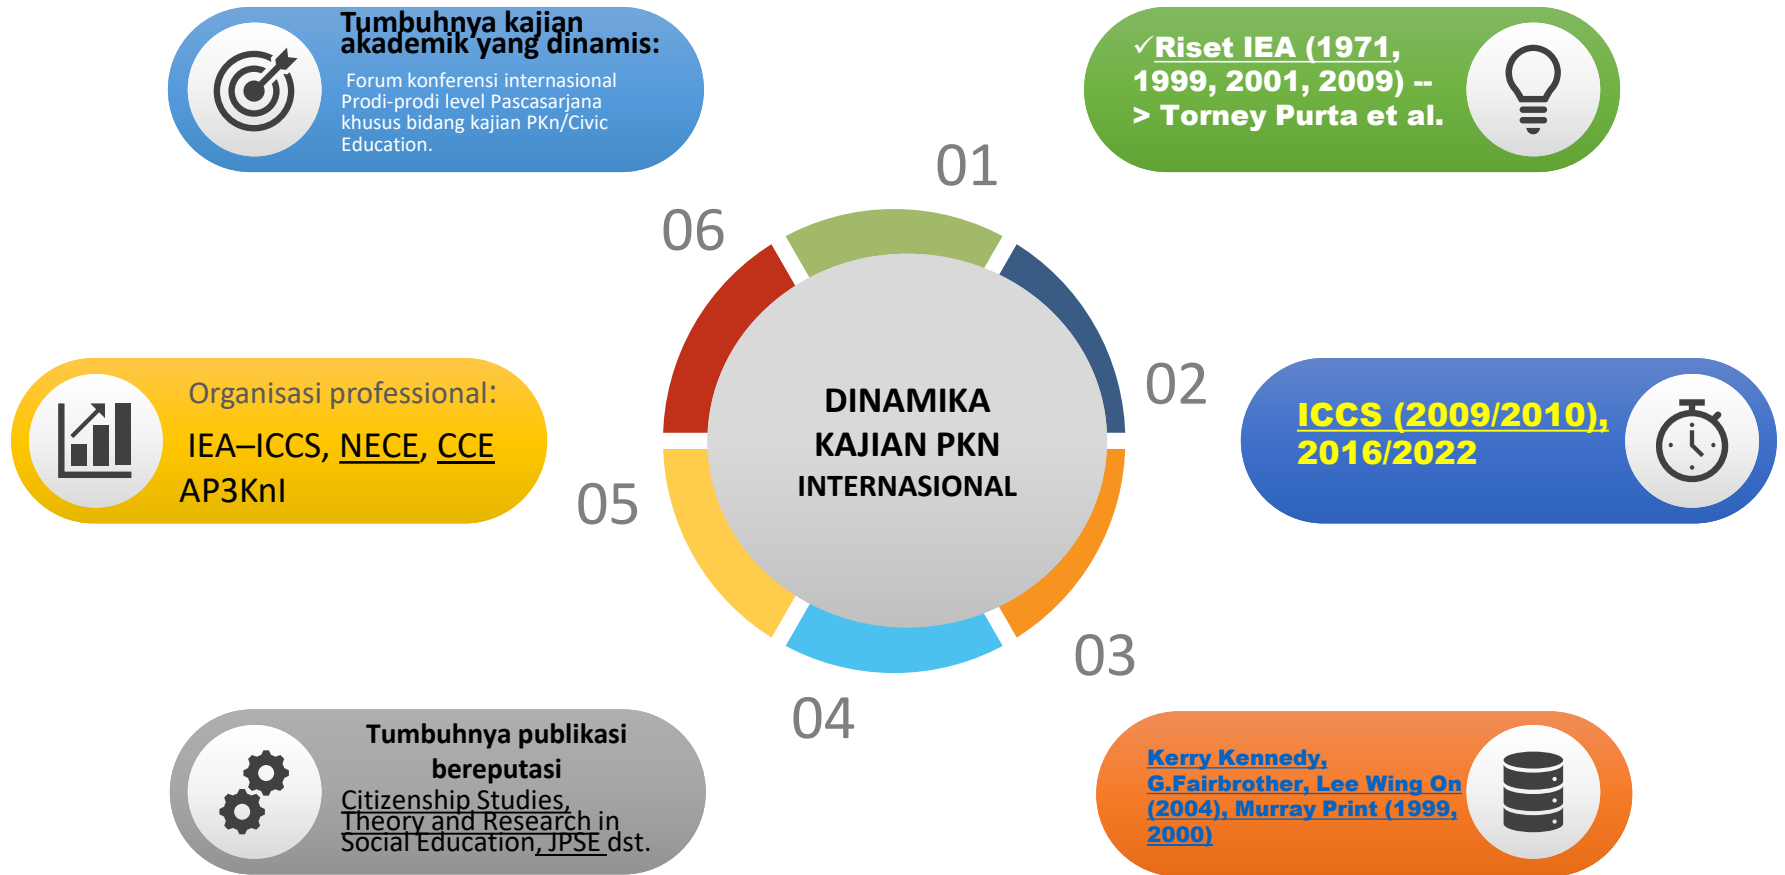 Tumbuhnya kajian
akademik yang dinamis:
Forum konferensi internasional
Prodi-prodi level Pascasarjana
khusus bidang kajian PKn/Civic
Education.
✓Riset IEA (1971,
1999, 2001, 2009) --
> Torney Purta et al.
01
06
02
DINAMIKA
KAJIAN PKN
INTERNASIONAL
Organisasi professional:
IEA–ICCS, NECE, CCE
AP3KnI
ICCS (2009/2010),
2016/2022
05
03
04
Tumbuhnya publikasi
bereputasi
Citizenship Studies,
Theory and Research in
Social Education, JPSE dst.
Kerry Kennedy,
G.Fairbrother, Lee Wing On
(2004), Murray Print (1999,
2000)